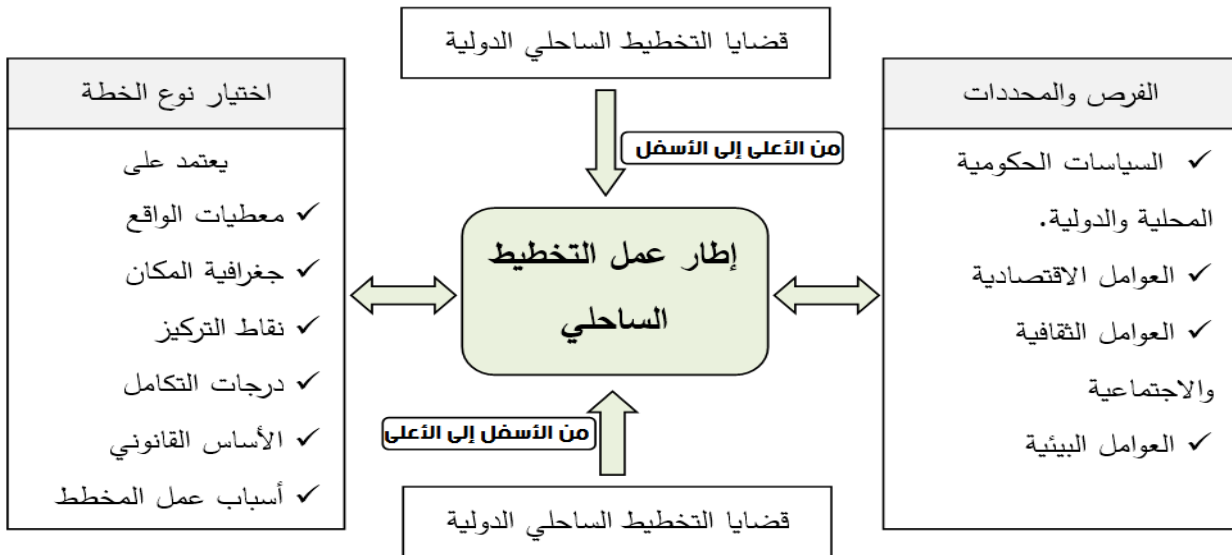 قضايا التخطيط الساحلي الدولية
من الأعلى إلى الأسفل
الفرص والمحددات
✓ السياسات الحكومية
المحلية والدولية.
✓ العوامل الاقتصادية
✓ العوامل الثقافية
والاجتماعية
✓ العوامل البيئية
إطار عمل التخطيط
الساحلي
اختيار نوع الخطة
يعتمد على
✓ معطيات الواقع
✓ جغرافية المكان
✓ نقاط التركيز
✓ درجات التكامل
✓ الأساس القانوني
✓ أسباب عمل المخطط
من الأسفل إلى الأعلى
قضايا التخطيط الساحلي الدولية